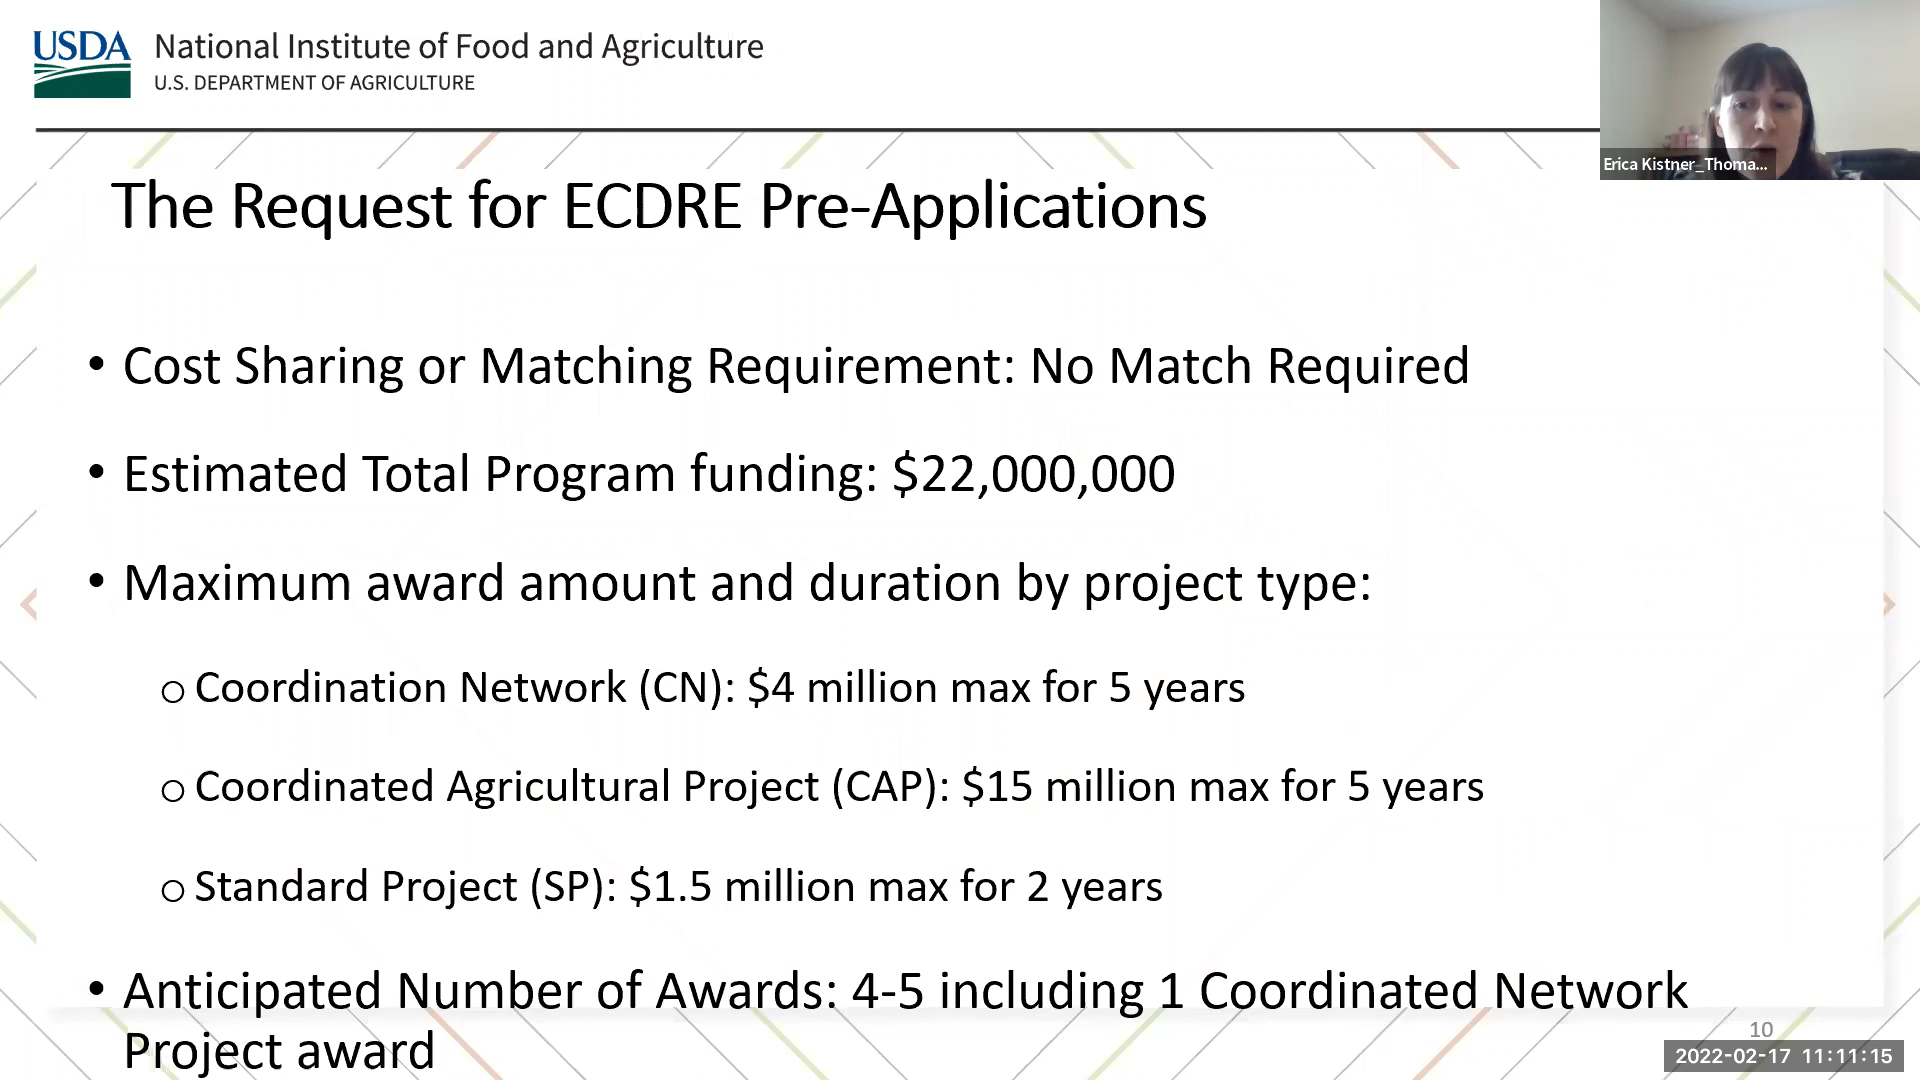 USDA
National Institute of Food and Agriculture
U.S. DEPARTMENT OF AGRICULTURE
Erica Kistner_Thoma...
The Request for ECDRE Pre-Applications
• Cost Sharing or Matching Requirement: No Match Required
• Estimated Total Program funding: $22,000,000
• Maximum award amount and duration by project type:
o Coordination Network (CN): $4 million max for 5 years
o Coordinated Agricultural Project (CAP): $15 million max for 5 years
o Standard Project (SP): $1.5 million max for 2 years
• Anticipated Number of Awards: 4-5 including 1 Coordinated Network
Project award
10
2022-02-17 11:11:15